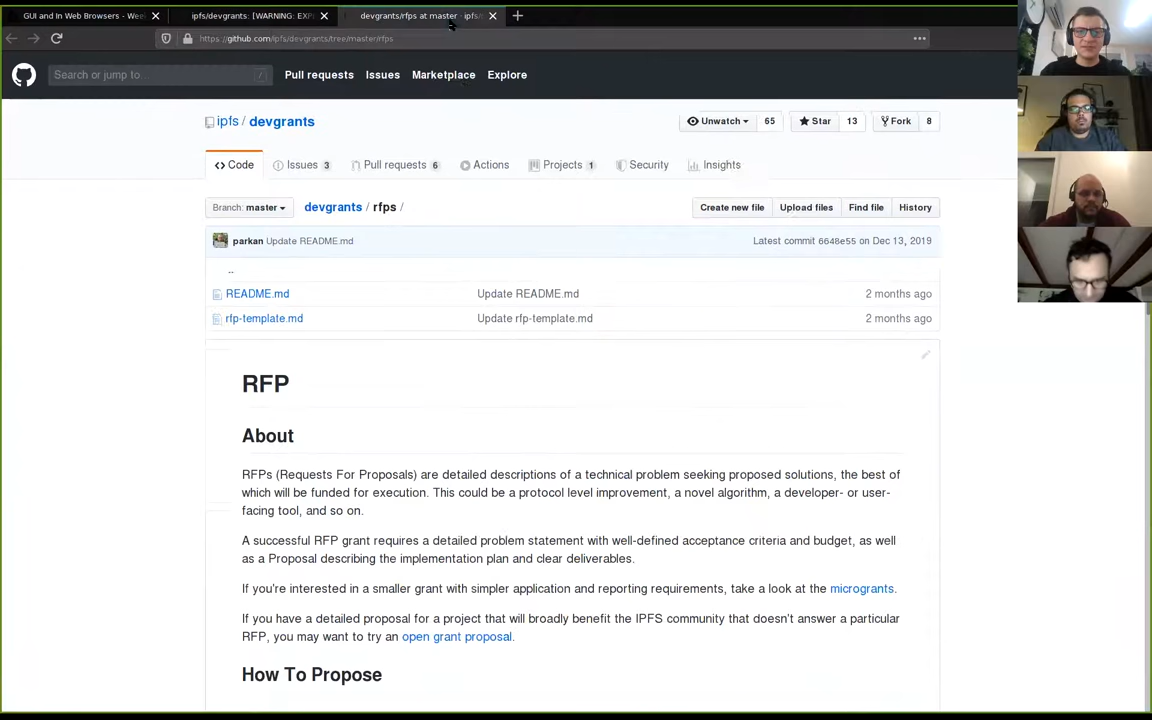 GUI and In Web Browsers - Wee
ipfs/devgrants: [WARNING: EXP
devgrants/rfps at master · ipfs/
https://github.com/ipfs/devgrants/tree/master/rfps
Search or jump to...
/
Pull requests
Issues
Marketplace
Explore
ipfs / devgrants
Unwatch
65
Star
13
Fork
8
Code
Issues 3
Pull requests 6
Actions
Projects 1
Security
Insights
Branch: master
devgrants / rfps /
Create new file
Upload files
Find file
History
parkan Update README.md
Latest commit 6648e55 on Dec 13, 2019
..
README.md
Update README.md
2 months ago
rfp-template.md
Update rfp-template.md
2 months ago
RFP
About
RFPs (Requests For Proposals) are detailed descriptions of a technical problem seeking proposed solutions, the best of
which will be funded for execution. This could be a protocol level improvement, a novel algorithm, a developer- or user-
facing tool, and so on.
A successful RFP grant requires a detailed problem statement with well-defined acceptance criteria and budget, as well
as a Proposal describing the implementation plan and clear deliverables.
If you're interested in a smaller grant with simpler application and reporting requirements, take a look at the microgrants.
If you have a detailed proposal for a project that will broadly benefit the IPFS community that doesn't answer a particular
RFP, you may want to try an open grant proposal.
How To Propose